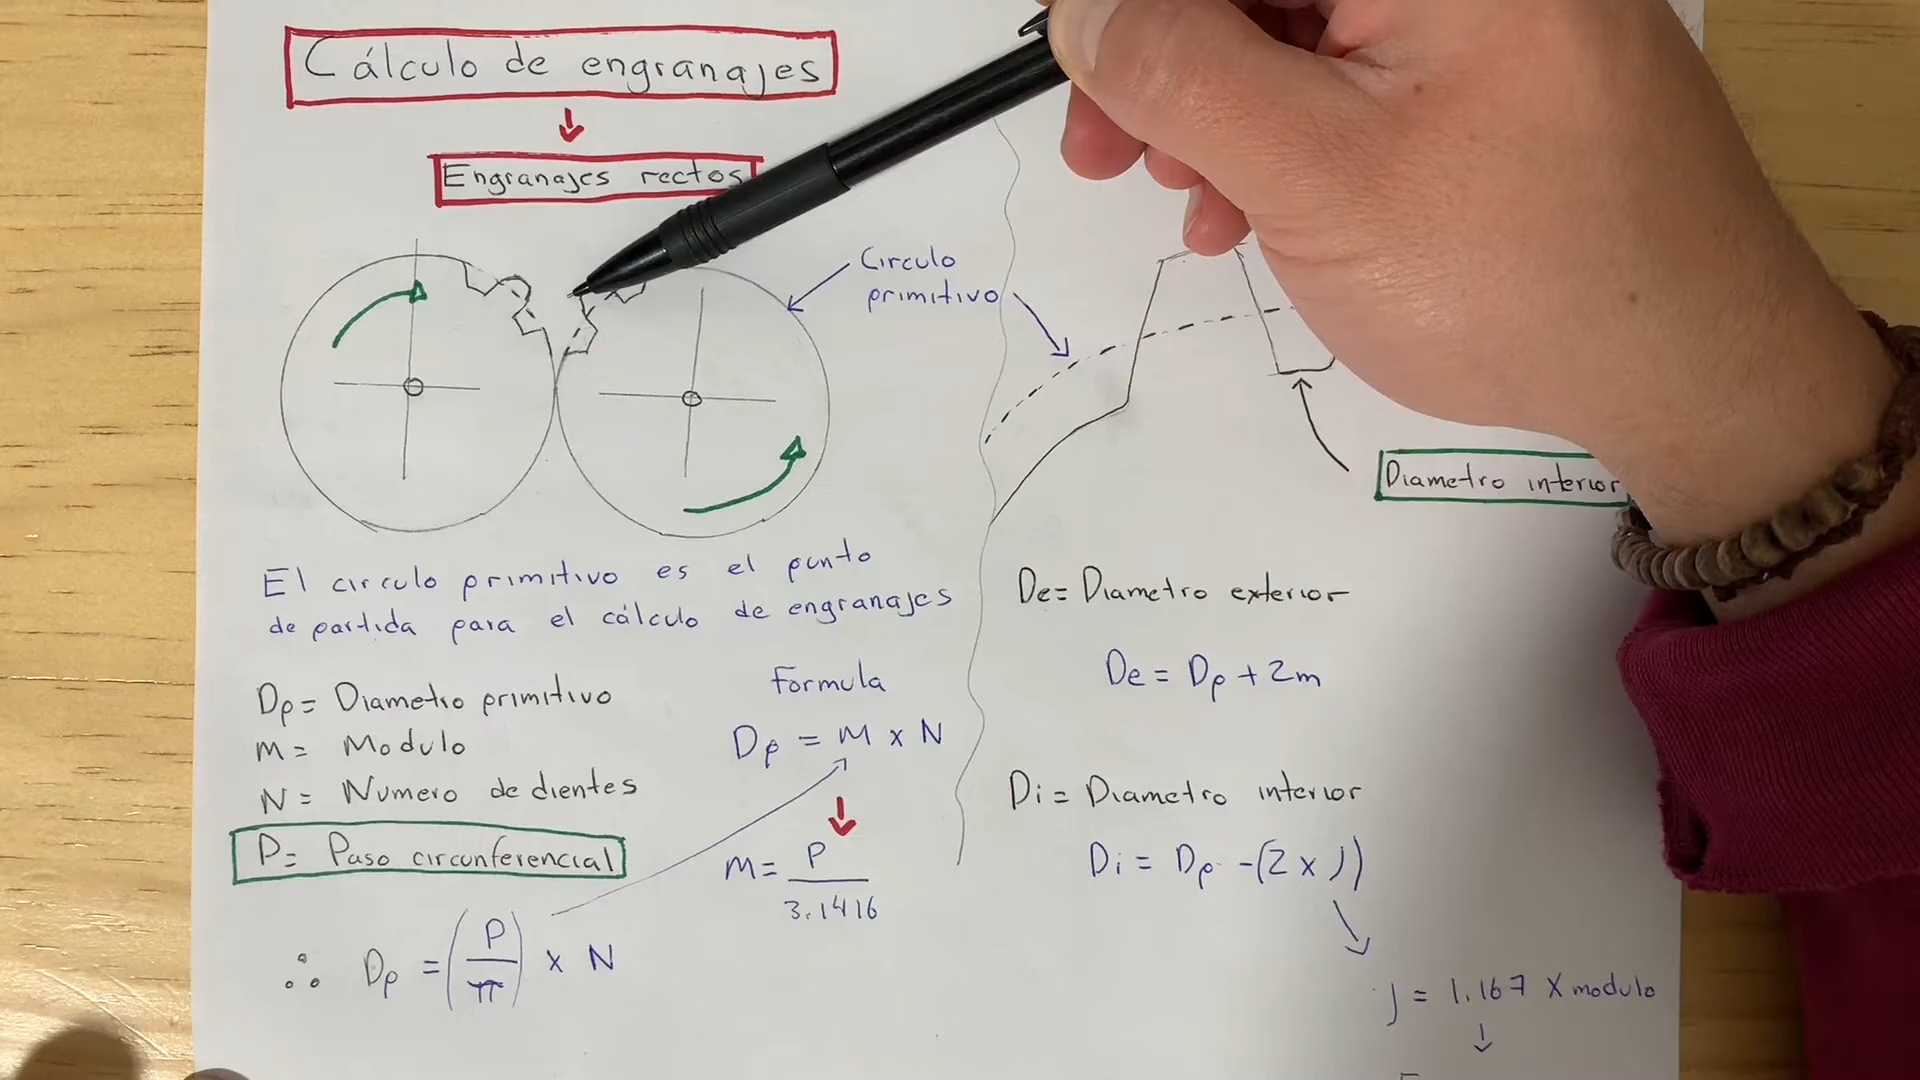 Cálculo de engranajes
Engranajes rectos
Circulo
primitivo
El circulo primitivo es el punto
de partida para el cálculo de engranajes
Dp = Diametro primitivo
m = Modulo
N = Numero de dientes
P = Paso circunferencial
∴ Dp = (P/π) x N
Formula
Dp = M x N
m = P/3.1416
Diametro interior
De = Diametro exterior
De = Dp + 2m
Di = Diametro interior
Di = Dp - (2 x J)
J = 1.167 x modulo